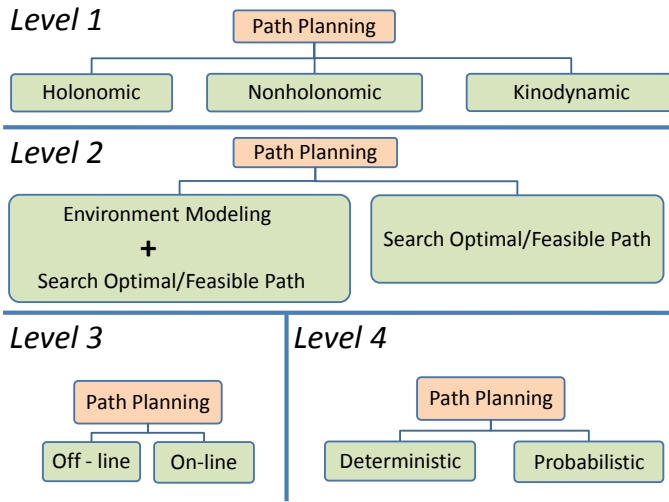 Level 1
Path Planning
Holonomic
Nonholonomic
Kinodynamic
Level 2
Path Planning
Environment Modeling
+
Search Optimal/Feasible Path
Search Optimal/Feasible Path
Level 3
Path Planning
Off - line
On-line
Level 4
Path Planning
Deterministic
Probabilistic